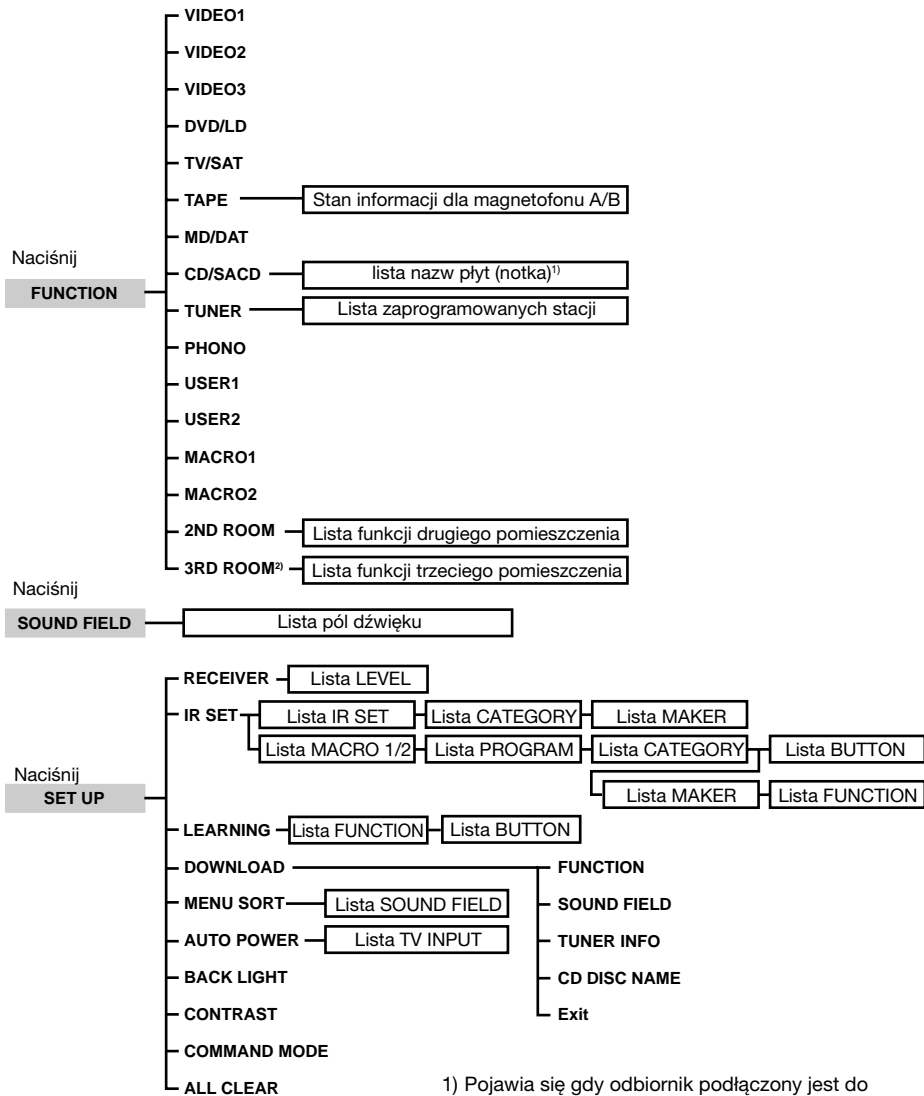 VIDEO1
VIDEO2
VIDEO3
DVD/LD
TV/SAT
TAPE Stan informacji dla magnetofonu A/B
MD/DAT
Naciśnij
FUNCTION
CD/SACD lista nazw płyt (notka)1)
TUNER Lista zaprogramowanych stacji
PHONO
USER1
USER2
MACRO1
MACRO2
2ND ROOM Lista funkcji drugiego pomieszczenia
3RD ROOM2) Lista funkcji trzeciego pomieszczenia
Naciśnij
SOUND FIELD Lista pól dźwięku
RECEIVER Lista LEVEL
IR SET Lista IR SET Lista CATEGORY Lista MAKER
Lista MACRO 1/2 Lista PROGRAM Lista CATEGORY Lista BUTTON
Naciśnij
SET UP
Lista MAKER Lista FUNCTION
LEARNING Lista FUNCTION Lista BUTTON
DOWNLOAD FUNCTION
MENU SORT Lista SOUND FIELD SOUND FIELD
AUTO POWER Lista TV INPUT TUNER INFO
BACK LIGHT CD DISC NAME
CONTRAST Exit
COMMAND MODE
ALL CLEAR
1) Pojawia się gdy odbiornik podłączony jest do